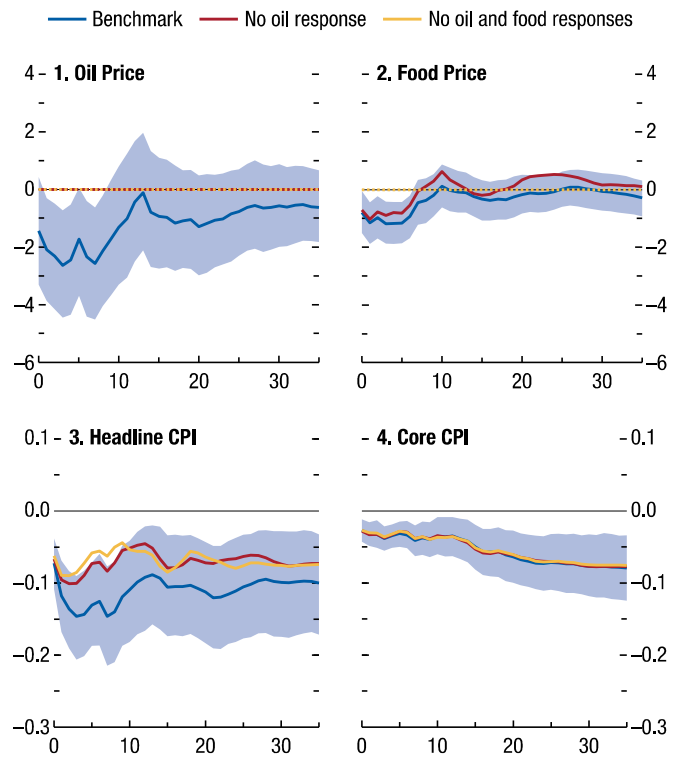 Benchmark No oil response No oil and food responses
1. Oil Price
4
2
0
–2
–4
–6
0 10 20 30
2. Food Price
4
2
0
–2
–4
–6
0 10 20 30
3. Headline CPI
0.1
0.0
–0.1
–0.2
–0.3
0 10 20 30
4. Core CPI
0.1
0.0
–0.1
–0.2
–0.3
0 10 20 30